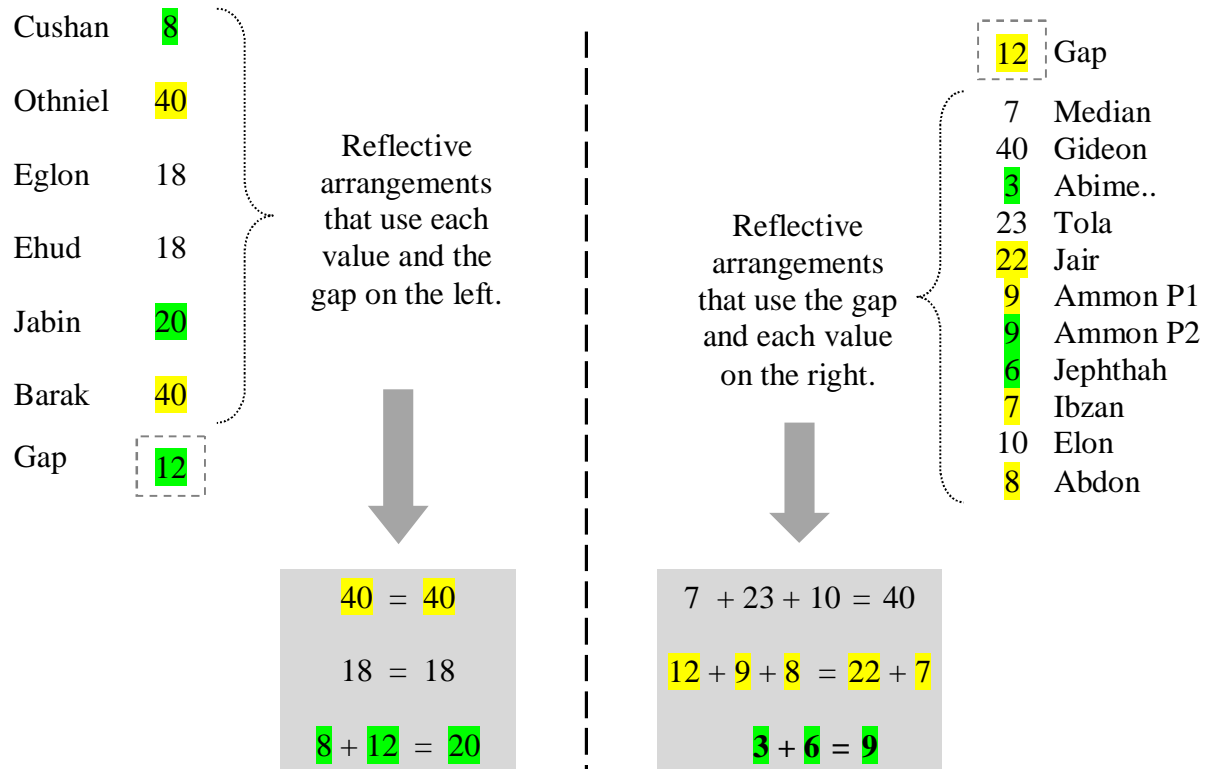 Cushan 8
Othniel 40
Eglon 18
Ehud 18
Jabin 20
Barak 40
Gap 12
Reflective
arrangements
that use each
value and the
gap on the left.
40 = 40
18 = 18
8 + 12 = 20
12 Gap
7 Median
40 Gideon
3 Abime..
23 Tola
22 Jair
9 Ammon P1
9 Ammon P2
6 Jephthah
7 Ibzan
10 Elon
8 Abdon
Reflective
arrangements
that use the gap
and each value
on the right.
7 + 23 + 10 = 40
12 + 9 + 8 = 22 + 7
3 + 6 = 9